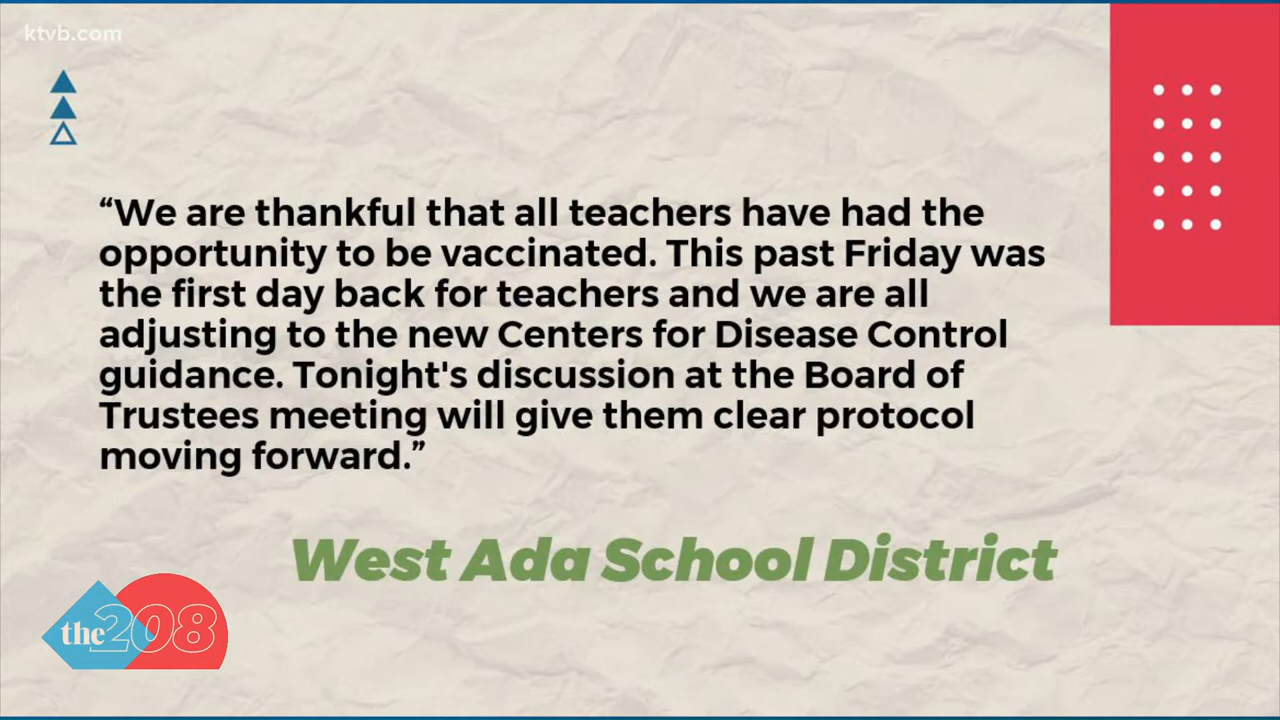 ktvb.com
“We are thankful that all teachers have had the
opportunity to be vaccinated. This past Friday was
the first day back for teachers and we are all
adjusting to the new Centers for Disease Control
guidance. Tonight's discussion at the Board of
Trustees meeting will give them clear protocol
moving forward.”
West Ada School District
the 208